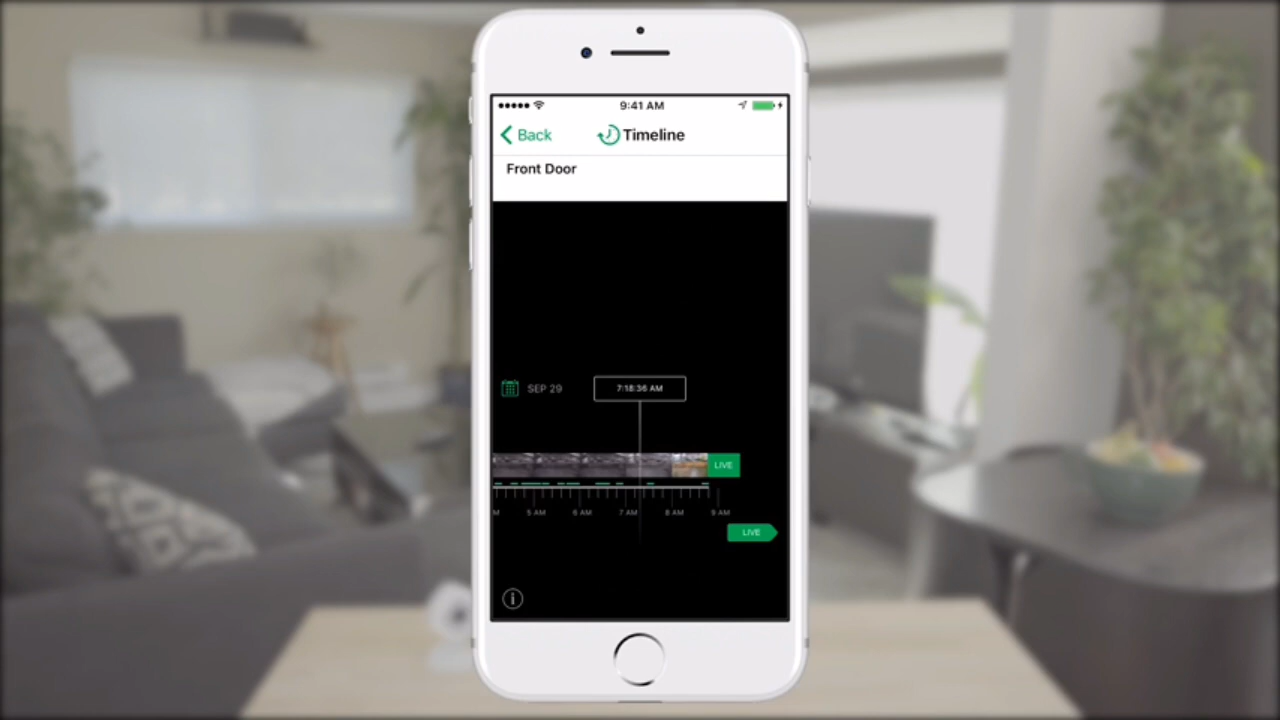 9:41 AM
Back
Timeline
Front Door
SEP 29
7:18:36 AM
LIVE
M 5 AM 6 AM 7 AM 8 AM 9 AM
LIVE